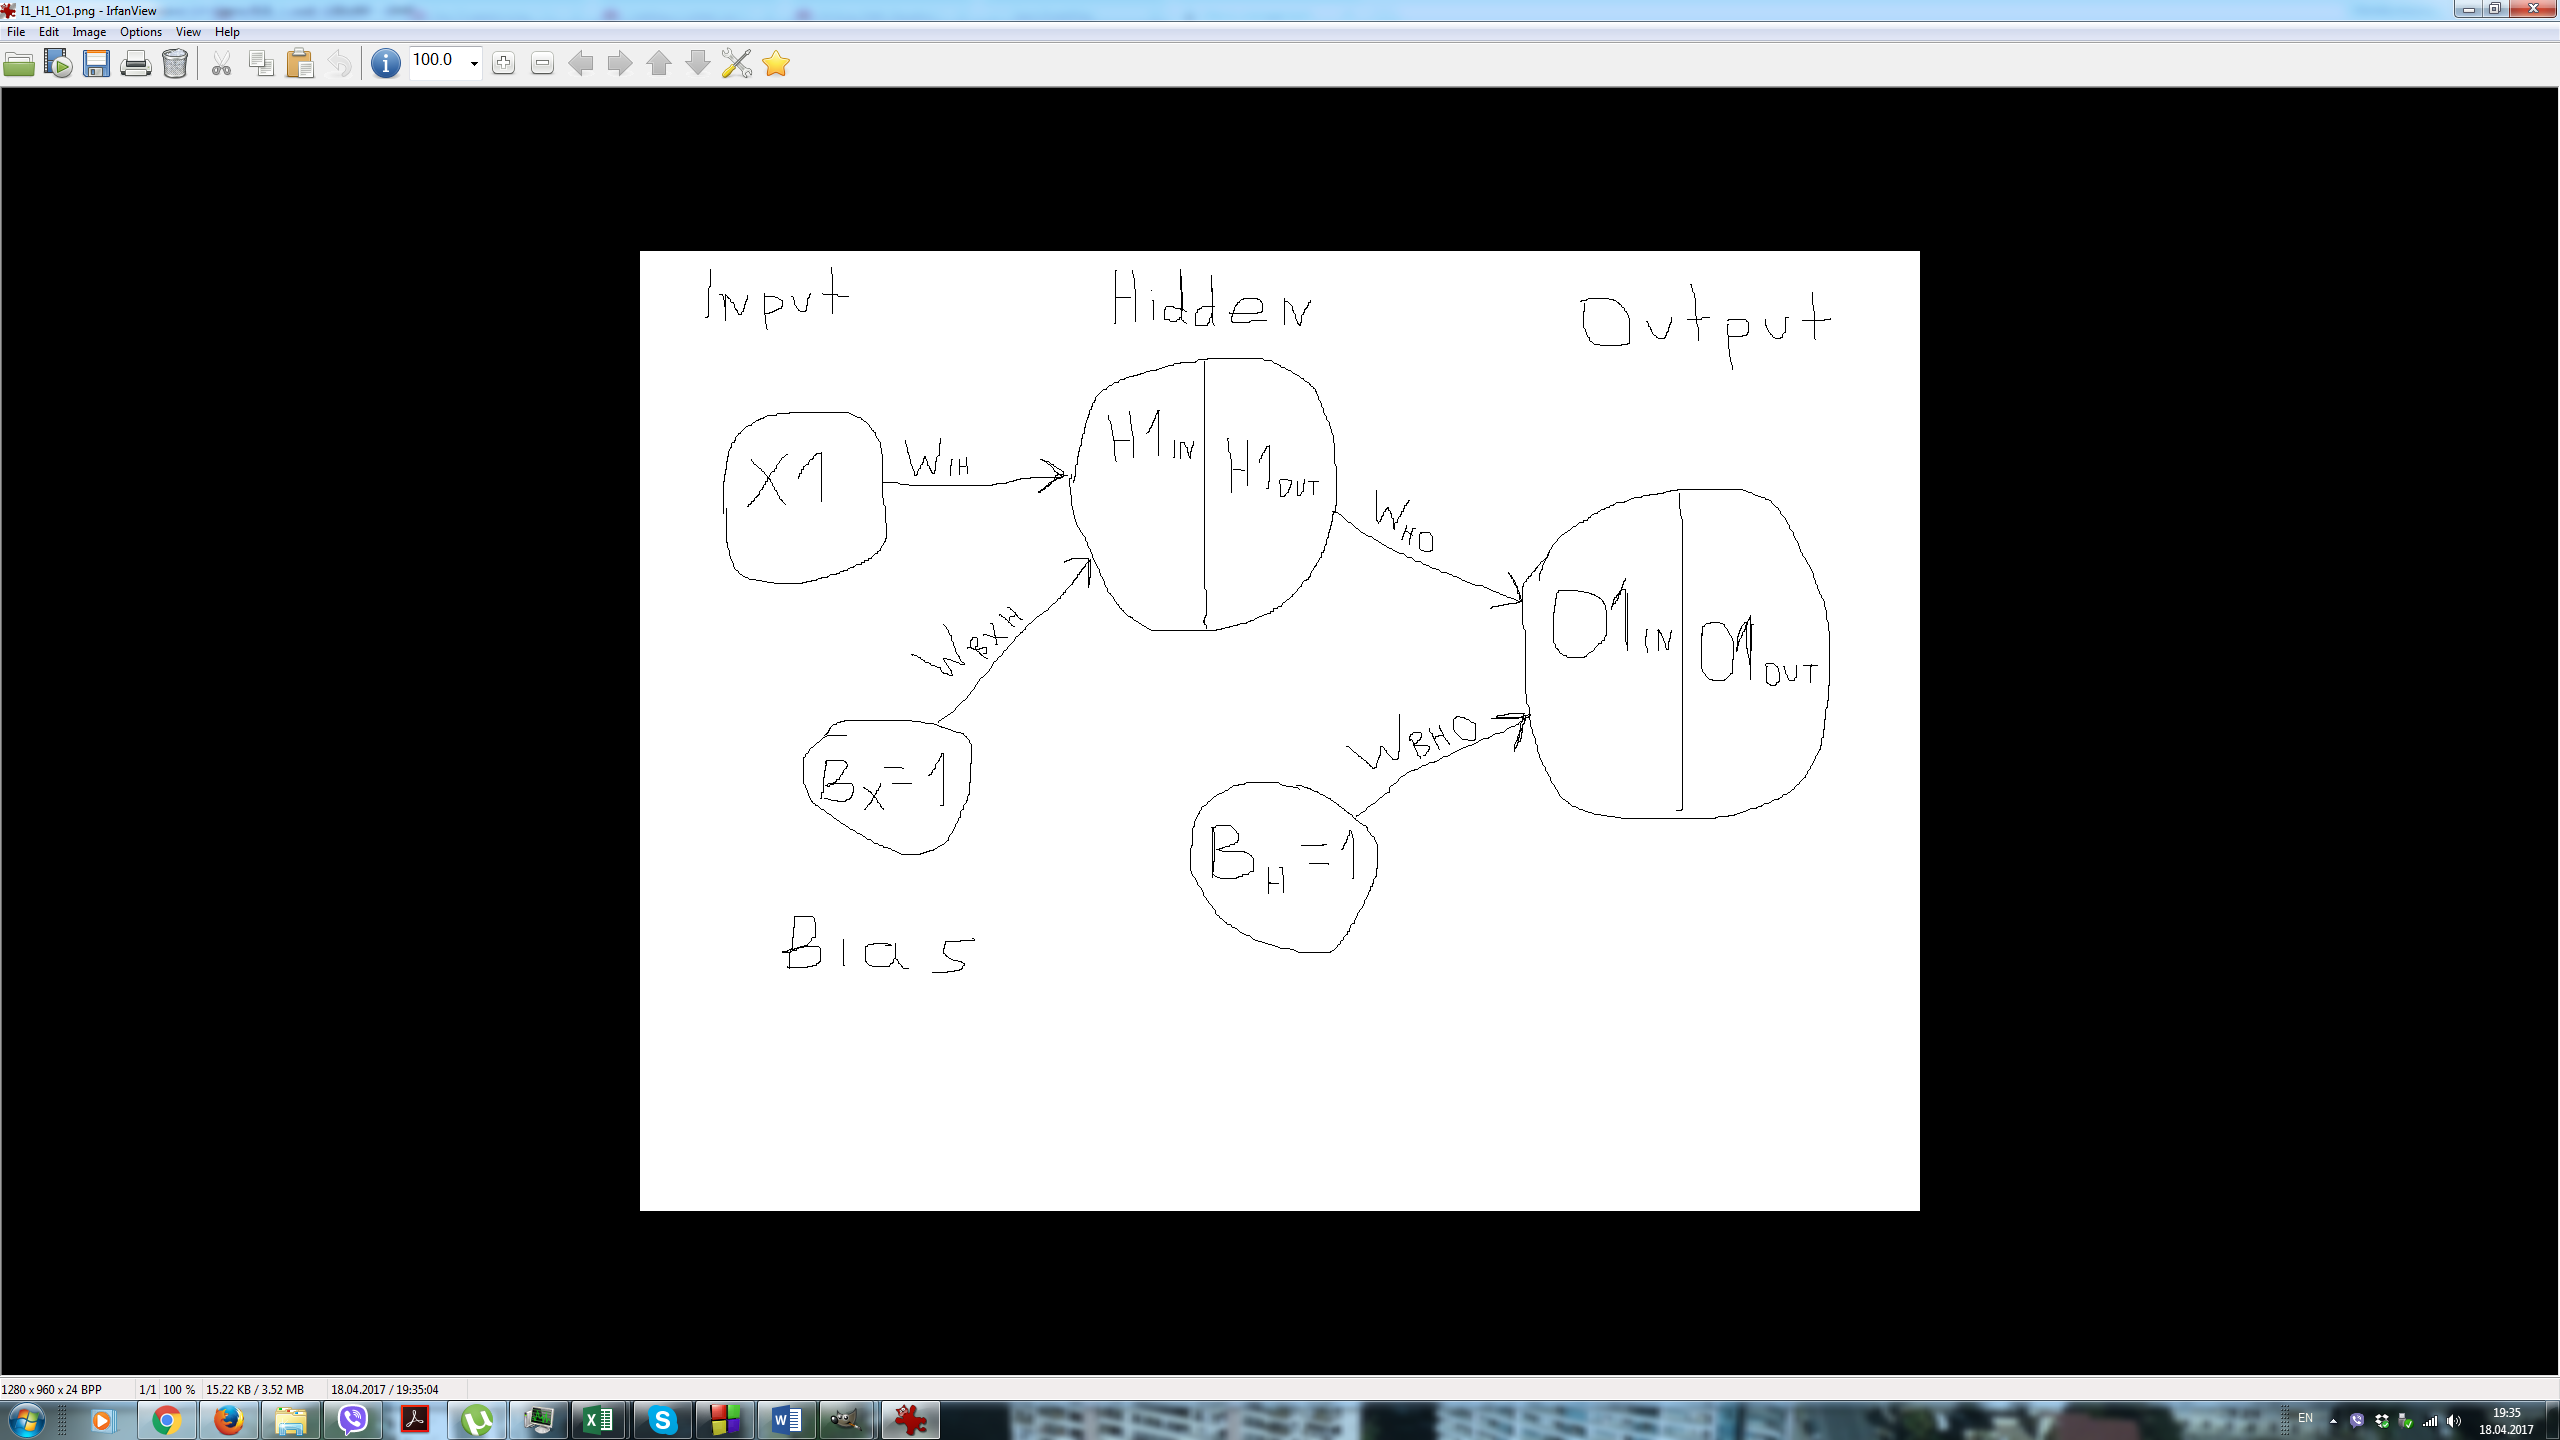 I1_H1_O1.png - IrfanView
File Edit Image Options View Help
100.0
Input Hidden Output
X1 WIH H1IN H1OUT
WHO
O1IN O1OUT
WBXH
BX=1
WBHO
BH=1
Bias
1280 x 960 x 24 BPP 1/1 100 % 15.22 KB / 3.52 MB 18.04.2017 / 19:35:04
EN 19:35
18.04.2017